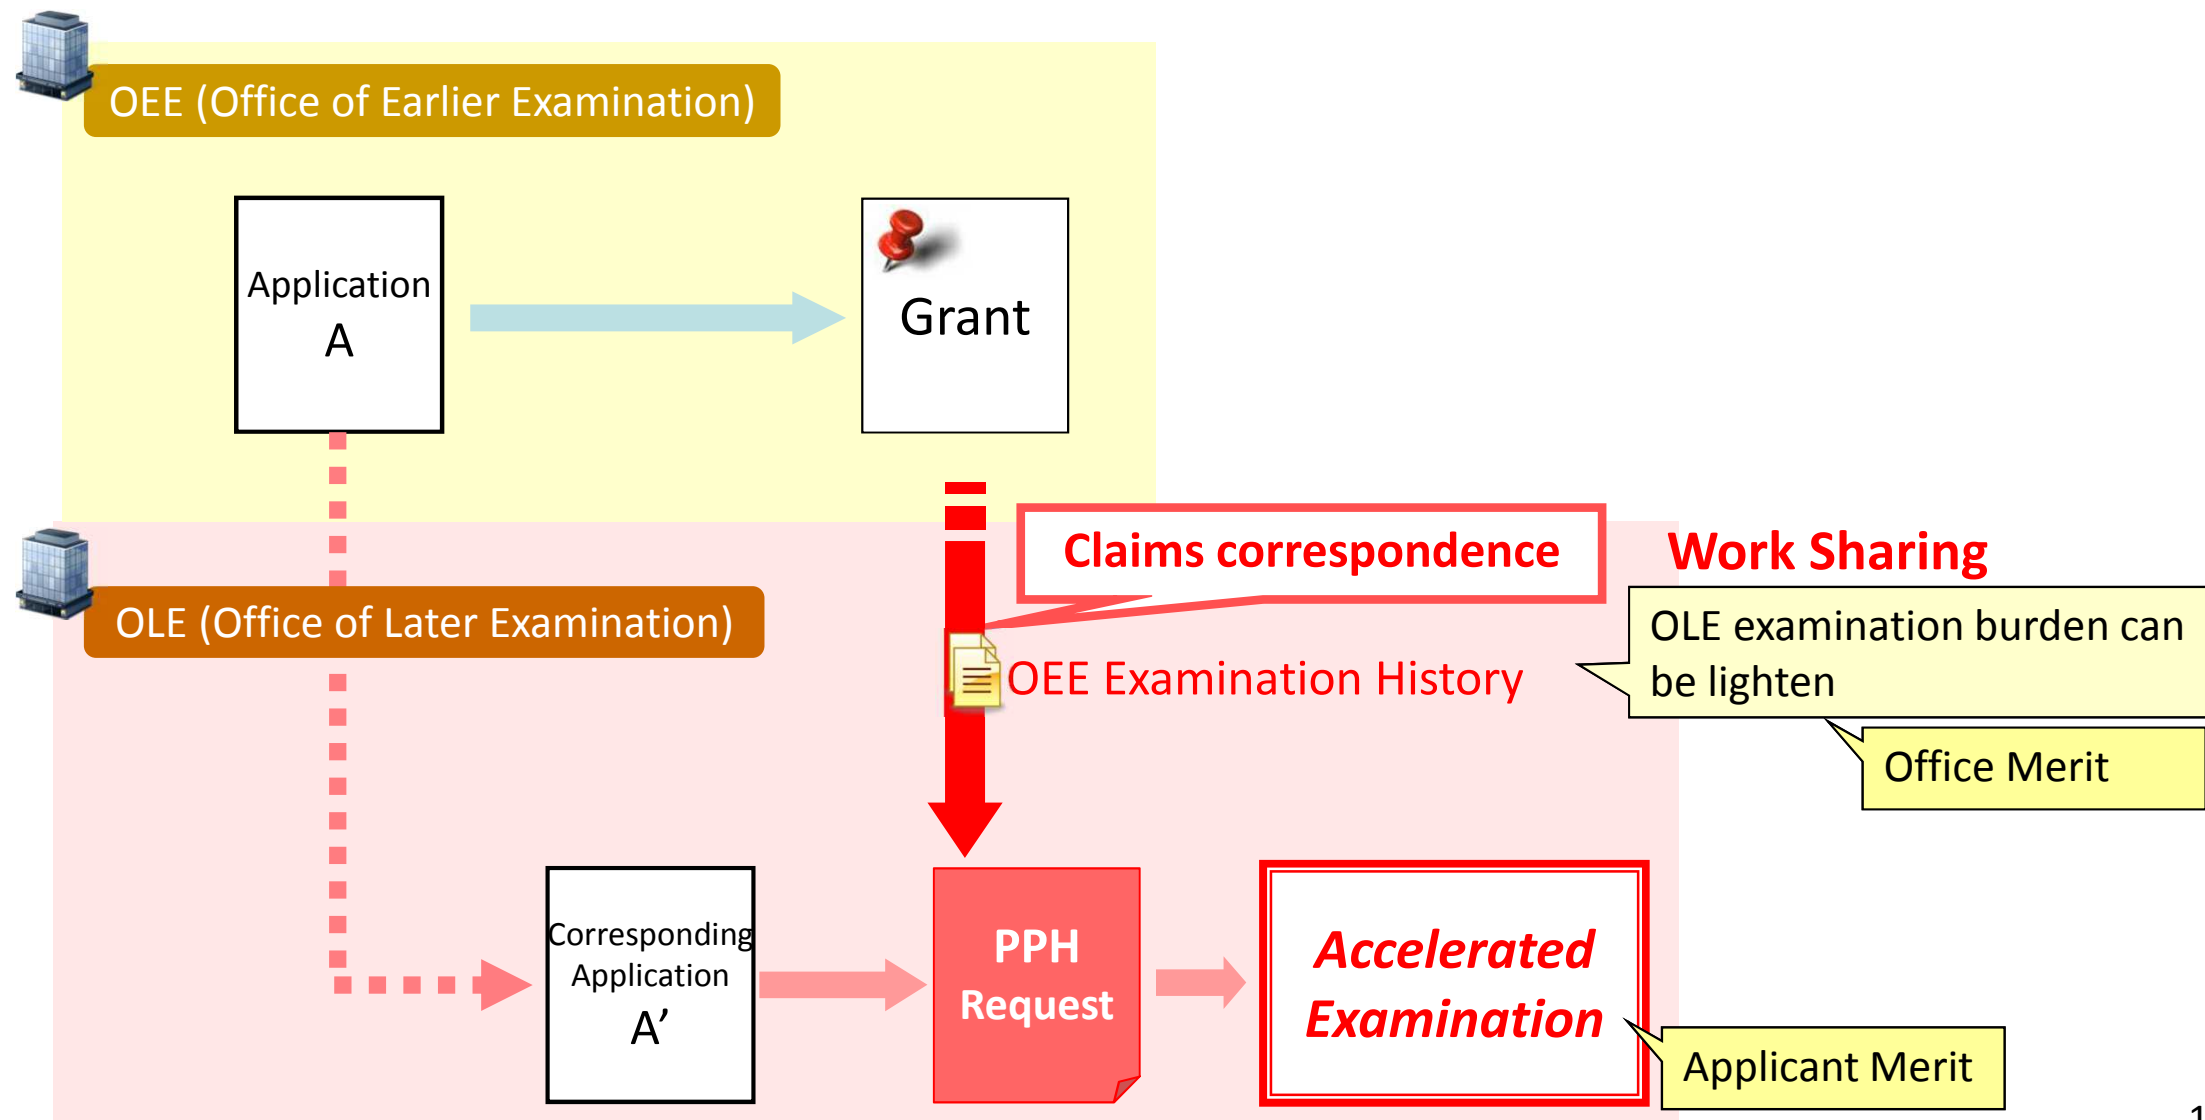 OEE (Office of Earlier Examination)
Application
A
Grant
Claims correspondence
Work Sharing
OLE (Office of Later Examination)
OLE examination burden can
be lighten
OEE Examination History
Office Merit
Corresponding
Application
A’
PPH
Request
Accelerated
Examination
Applicant Merit